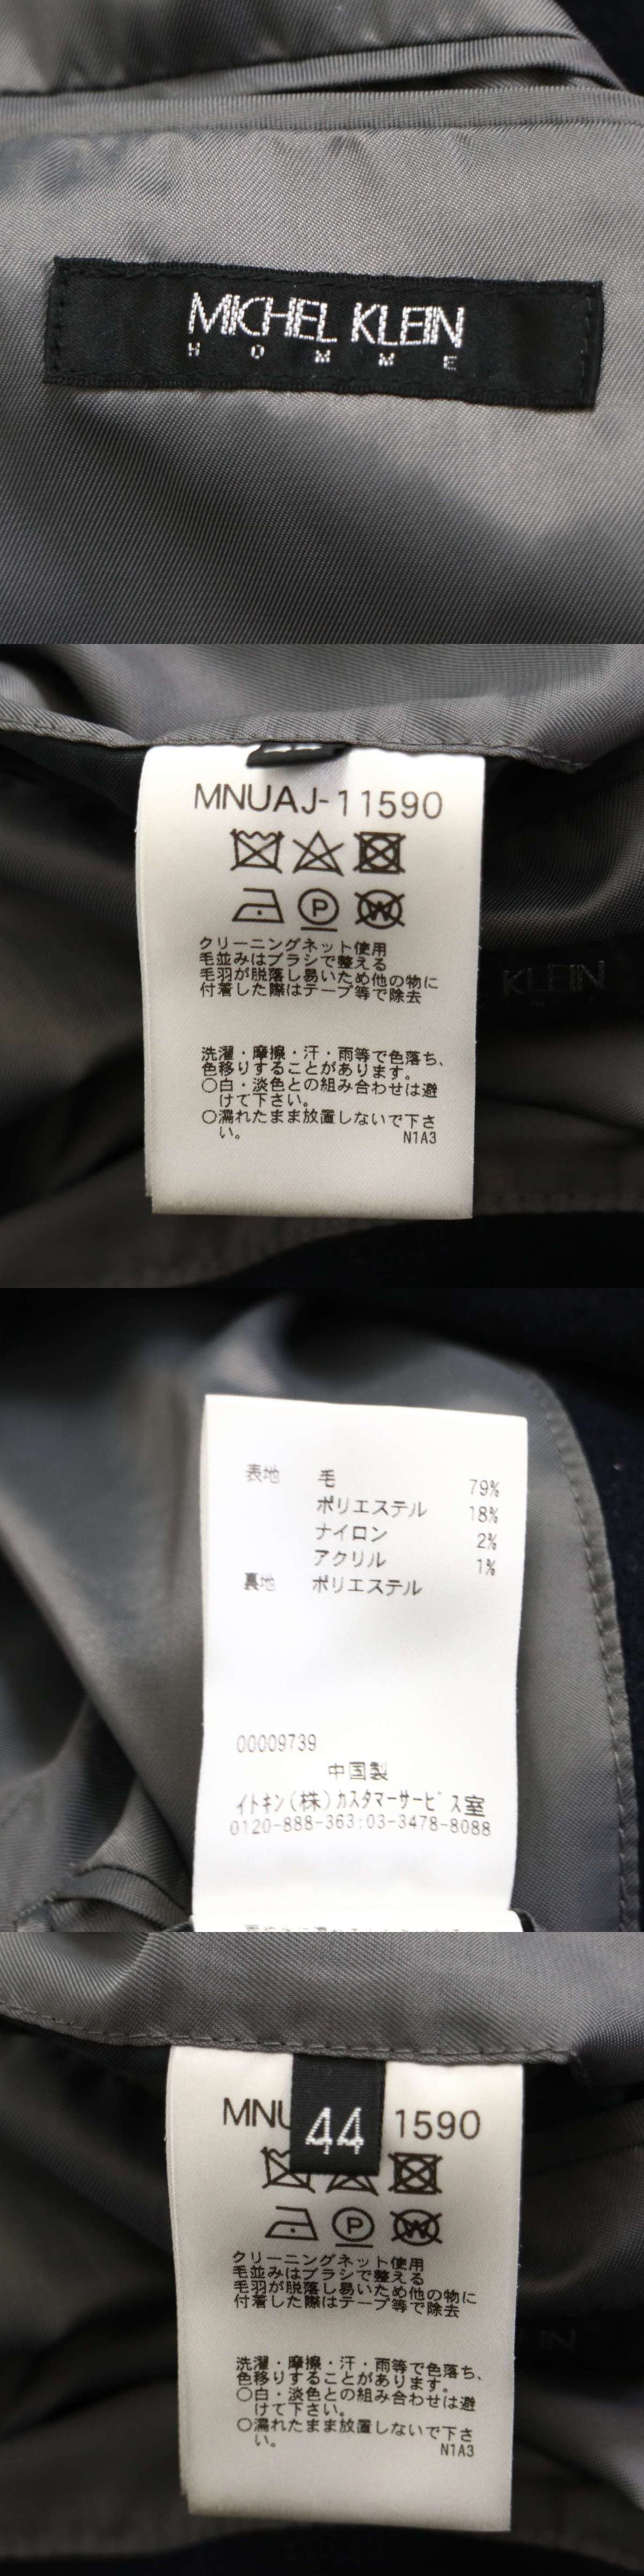 MICHEL KLEIN
HOMME
MNUAJ-11590
P
W
クリーニングネット使用
毛並みはブラシで整える
毛羽が脱落し易いため他の物に
付着した際はテープ等で除去
洗濯・摩擦・汗・雨等で色落ち、
色移りすることがあります。
○白・淡色との組み合わせは避
けて下さい。
○濡れたまま放置しないで下さ
い。
N1A3
KLEIN
表地 毛 79%
ポリエステル 18%
ナイロン 2%
アクリル 1%
裏地 ポリエステル
00009739
中国製
イトキン(株)カスタマーサービス室
0120-888-363:03-3478-8088
MNU
44
1590
P
W
クリーニングネット使用
毛並みはブラシで整える
毛羽が脱落し易いため他の物に
付着した際はテープ等で除去
洗濯・摩擦・汗・雨等で色落ち、
色移りすることがあります。
○白・淡色との組み合わせは避
けて下さい。
○濡れたまま放置しないで下さ
い。
N1A3